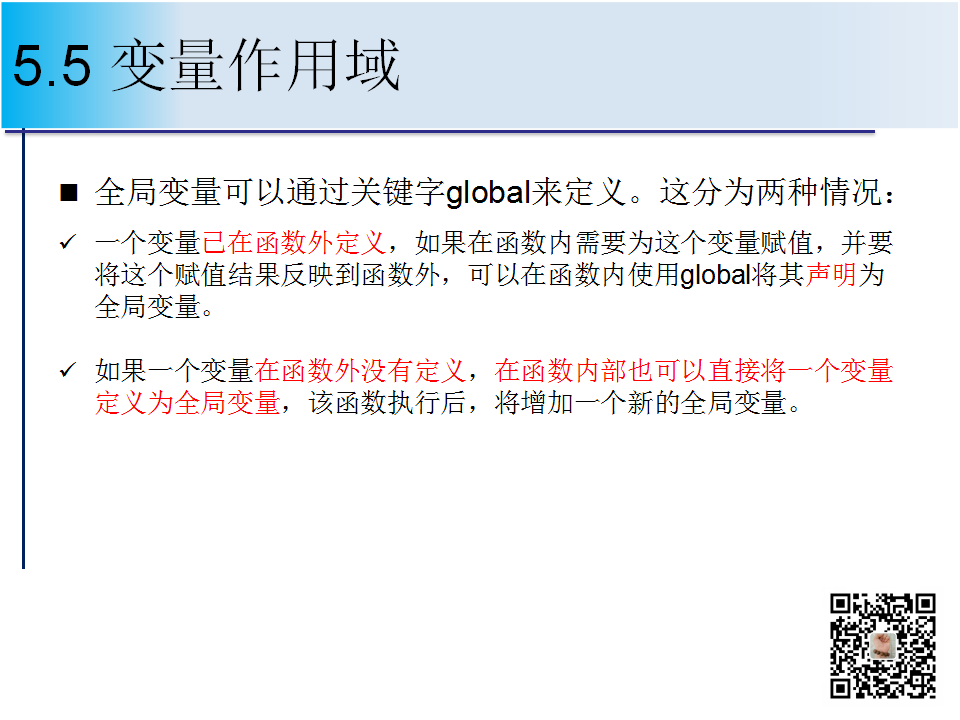 5.5 变量作用域
全局变量可以通过关键字global来定义。这分为两种情况：
一个变量已在函数外定义，如果在函数内需要为这个变量赋值，并要
将这个赋值结果反映到函数外，可以在函数内使用global将其声明为
全局变量。
如果一个变量在函数外没有定义，在函数内部也可以直接将一个变量
定义为全局变量，该函数执行后，将增加一个新的全局变量。